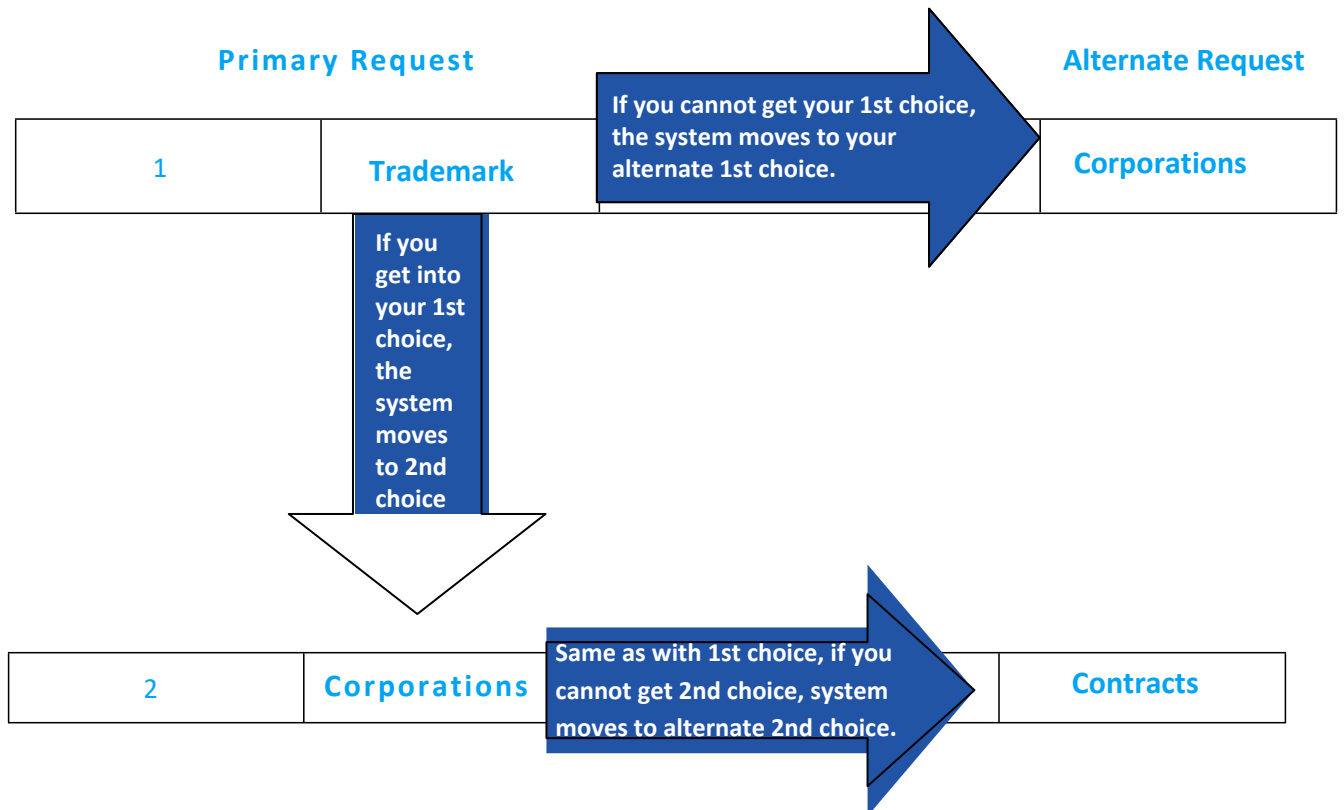 Primary Request
Alternate Request
If you cannot get your 1st choice,
the system moves to your
alternate 1st choice.
1
Trademark
Corporations
If you
get into
your 1st
choice,
the
system
moves
to 2nd
choice
2
Corporations
Same as with 1st choice, if you
cannot get 2nd choice, system
moves to alternate 2nd choice.
Contracts